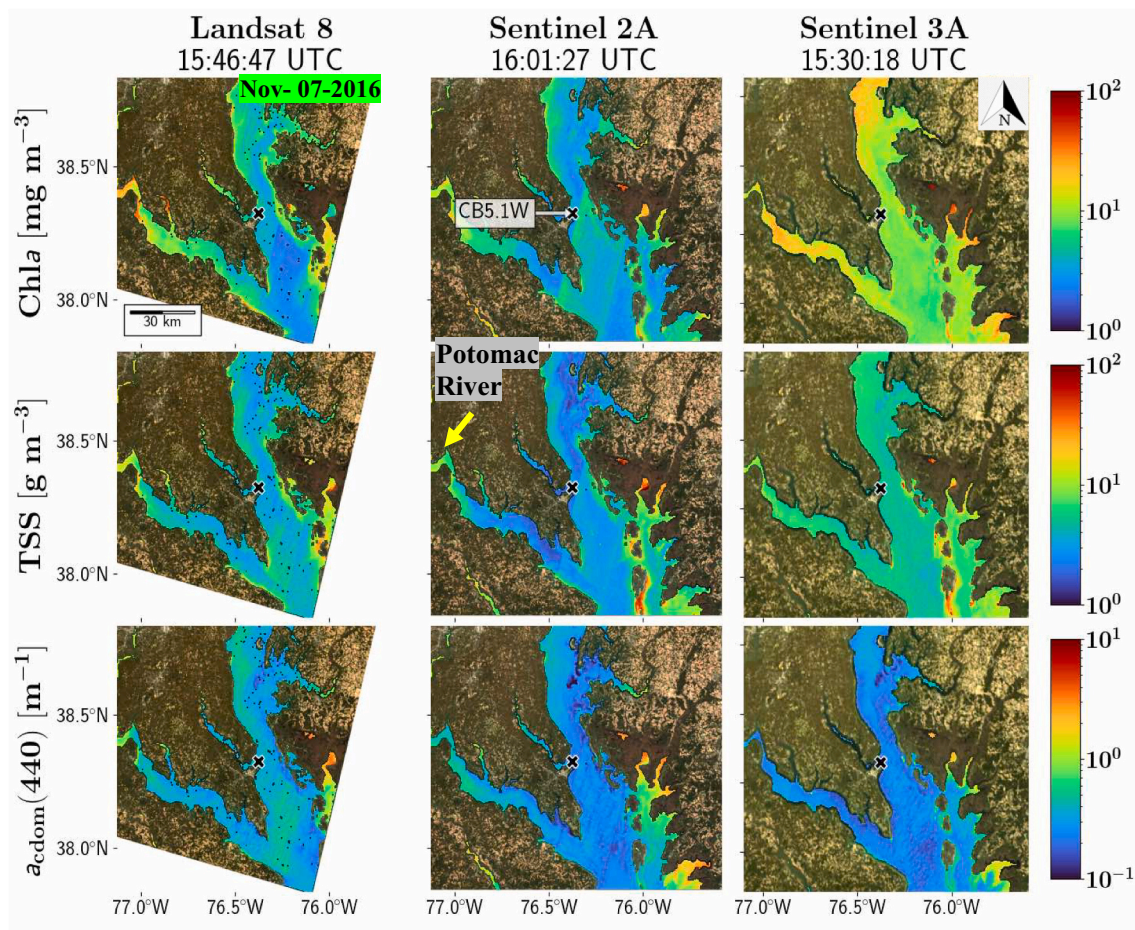 Landsat 8
15:46:47 UTC
Sentinel 2A
16:01:27 UTC
Sentinel 3A
15:30:18 UTC
Nov- 07-2016
N
Chla [mg m⁻³]
38.5°N
38.0°N
30 km
CB5.1W
10²
10¹
10⁰
TSS [g m⁻³]
38.5°N
38.0°N
Potomac
River
10²
10¹
10⁰
a_cdom(440) [m⁻¹]
38.5°N
38.0°N
10¹
10⁰
10⁻¹
77.0°W 76.5°W 76.0°W
77.0°W 76.5°W 76.0°W
77.0°W 76.5°W 76.0°W